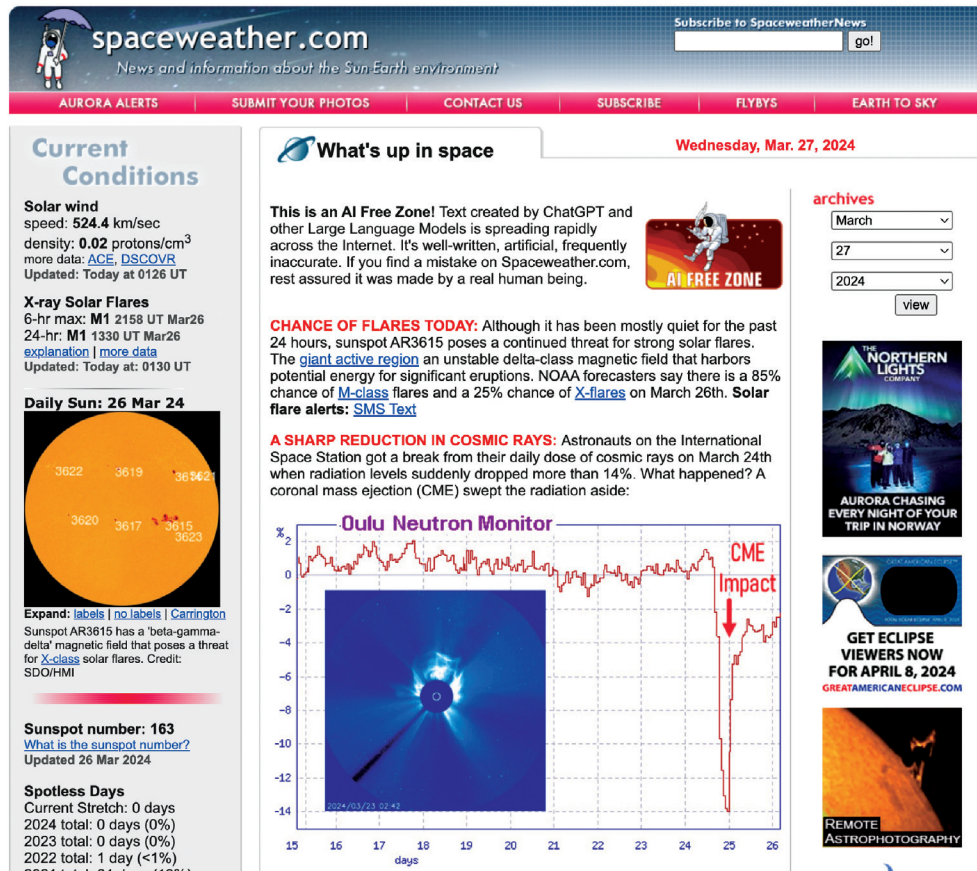 spaceweather.com
News and information about the Sun-Earth environment
Subscribe to SpaceweatherNews
go!
AURORA ALERTS | SUBMIT YOUR PHOTOS | CONTACT US | SUBSCRIBE | FLYBYS | EARTH TO SKY
Current
Conditions
Solar wind
speed: 524.4 km/sec
density: 0.02 protons/cm3
more data: ACE, DSCOVR
Updated: Today at 0126 UT
X-ray Solar Flares
6-hr max: M1 2158 UT Mar26
24-hr: M1 1330 UT Mar26
explanation | more data
Updated: Today at: 0130 UT
Daily Sun: 26 Mar 24
3622
3619
3614
3621
3620
3617
3615
3623
Expand: labels | no labels | Carrington
Sunspot AR3615 has a 'beta-gamma-
delta' magnetic field that poses a threat
for X-class solar flares. Credit:
SDO/HMI
Sunspot number: 163
What is the sunspot number?
Updated 26 Mar 2024
Spotless Days
Current Stretch: 0 days
2024 total: 0 days (0%)
2023 total: 0 days (0%)
2022 total: 1 day (<1%)
What's up in space
Wednesday, Mar. 27, 2024
This is an AI Free Zone! Text created by ChatGPT and
other Large Language Models is spreading rapidly
across the Internet. It's well-written, artificial, frequently
inaccurate. If you find a mistake on Spaceweather.com,
rest assured it was made by a real human being.
AI FREE ZONE
CHANCE OF FLARES TODAY: Although it has been mostly quiet for the past
24 hours, sunspot AR3615 poses a continued threat for strong solar flares.
The giant active region an unstable delta-class magnetic field that harbors
potential energy for significant eruptions. NOAA forecasters say there is a 85%
chance of M-class flares and a 25% chance of X-flares on March 26th. Solar
flare alerts: SMS Text
A SHARP REDUCTION IN COSMIC RAYS: Astronauts on the International
Space Station got a break from their daily dose of cosmic rays on March 24th
when radiation levels suddenly dropped more than 14%. What happened? A
coronal mass ejection (CME) swept the radiation aside:
Oulu Neutron Monitor
%
2
0
-2
-4
-6
-8
-10
-12
-14
CME
Impact
2024/03/23 02:42
15 16 17 18 19 20 21 22 23 24 25 26
days
archives
March
27
2024
view
THE
NORTHERN
LIGHTS
COMPANY
AURORA CHASING
EVERY NIGHT OF YOUR
TRIP IN NORWAY
GREAT AMERICAN ECLIPSE
GET ECLIPSE
VIEWERS NOW
FOR APRIL 8, 2024
GREATAMERICANECLIPSE.COM
REMOTE
ASTROPHOTOGRAPHY